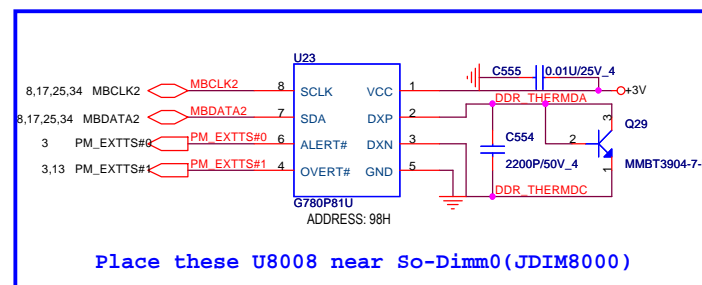 U23
C555 0.01U/25V_4
8,17,25,34 MBCLK2 MBCLK2 8 SCLK VCC 1 +3V
DDR_THERMDA
8,17,25,34 MBDATA2 MBDATA2 7 SDA DXP 2 3 Q29
3 PM_EXTTS#0 PM_EXTTS#0 6 ALERT# DXN 3 C554 2
3,13 PM_EXTTS#1 PM_EXTTS#1 4 OVERT# GND 5 2200P/50V_4 1 MMBT3904-7-
DDR_THERMDC
G780P81U
ADDRESS: 98H
Place these U8008 near So-Dimm0(JDIM8000)